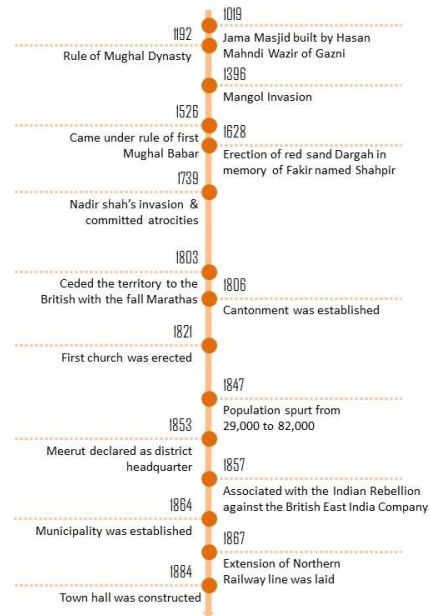 1019
Jama Masjid built by Hasan
Mahndi Wazir of Gazni
1192
Rule of Mughal Dynasty
1396
Mangol Invasion
1526
Came under rule of first
Mughal Babar
1628
Erection of red sand Dargah in
memory of Fakir named Shahpir
1739
Nadir shah's invasion &
committed atrocities
1803
Ceded the territory to the
British with the fall Marathas
1806
Cantonment was established
1821
First church was erected
1847
Population spurt from
29,000 to 82,000
1853
Meerut declared as district
headquarter
1857
Associated with the Indian Rebellion
against the British East India Company
1864
Municipality was established
1867
Extension of Northern
Railway line was laid
1884
Town hall was constructed